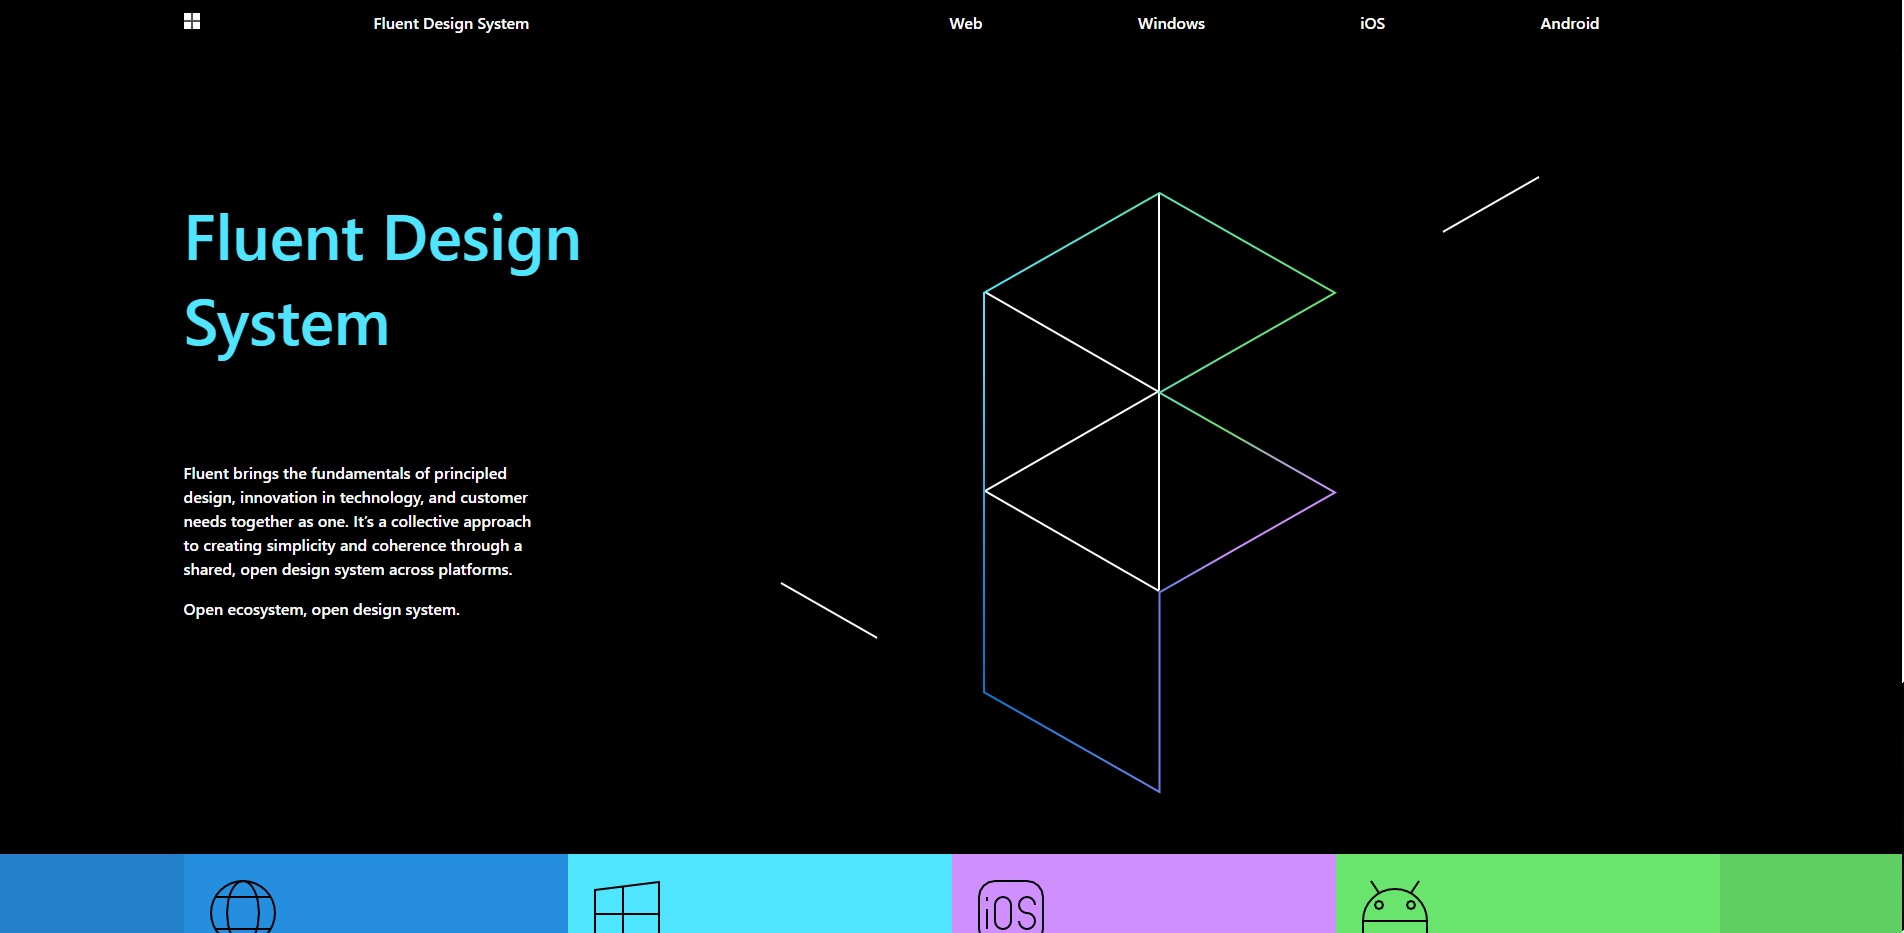 Fluent Design System
Web
Windows
iOS
Android
Fluent Design
System
Fluent brings the fundamentals of principled
design, innovation in technology, and customer
needs together as one. It’s a collective approach
to creating simplicity and coherence through a
shared, open design system across platforms.
Open ecosystem, open design system.
iOS